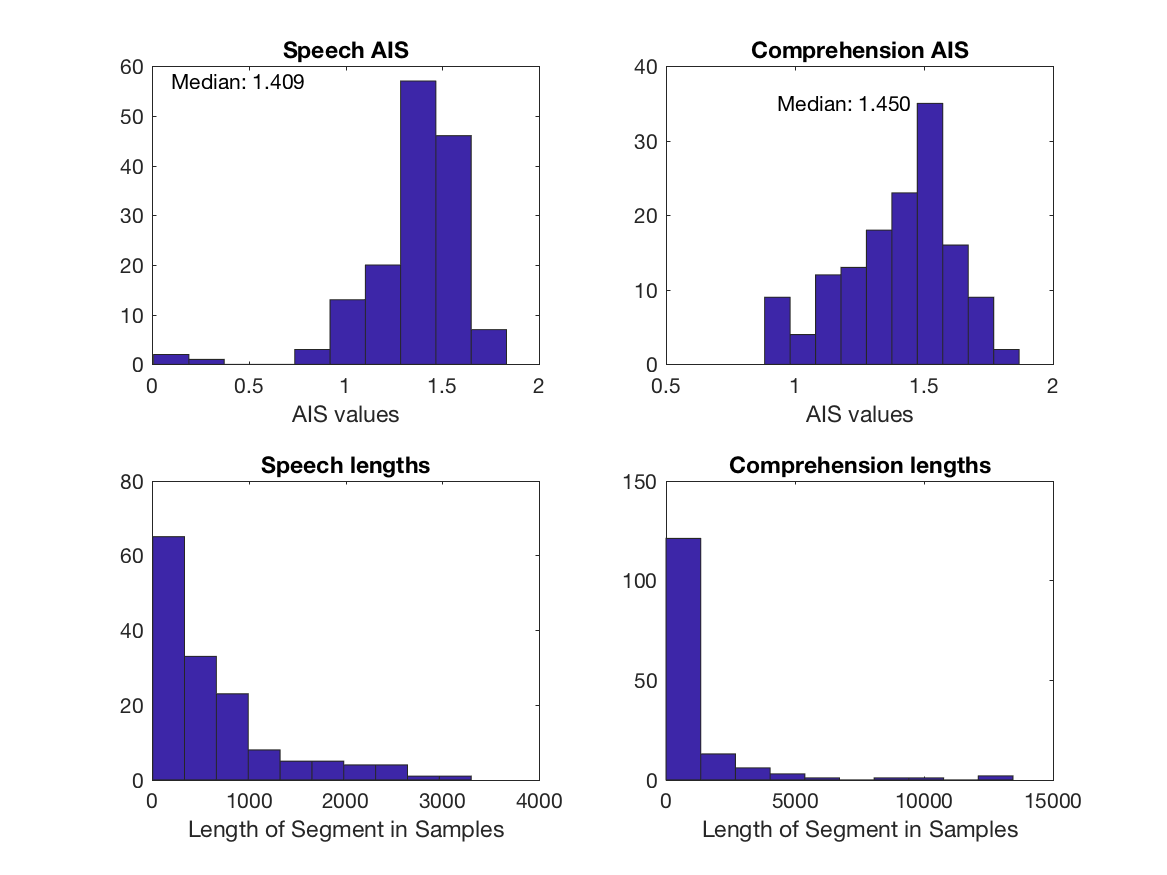 Speech AIS
Median: 1.409
60
50
40
30
20
10
0
0 0.5 1 1.5 2
AIS values
Comprehension AIS
Median: 1.450
40
30
20
10
0
0.5 1 1.5 2
AIS values
Speech lengths
80
60
40
20
0
0 1000 2000 3000 4000
Length of Segment in Samples
Comprehension lengths
150
100
50
0
0 5000 10000 15000
Length of Segment in Samples